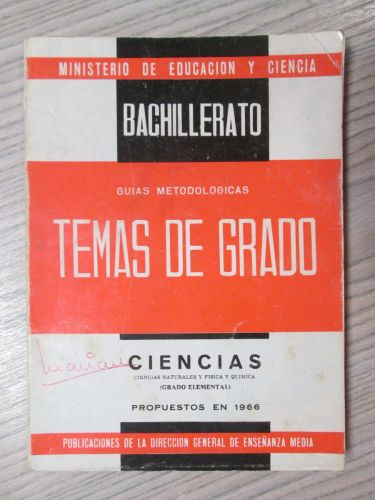 MINISTERIO DE EDUCACION Y CIENCIA
BACHILLERATO
GUIAS METODOLOGICAS
TEMAS DE GRADO
CIENCIAS
CIENCIAS NATURALES Y FISICA Y QUIMICA
(GRADO ELEMENTAL)
PROPUESTOS EN 1966
PUBLICACIONES DE LA DIRECCION GENERAL DE ENSEÑANZA MEDIA